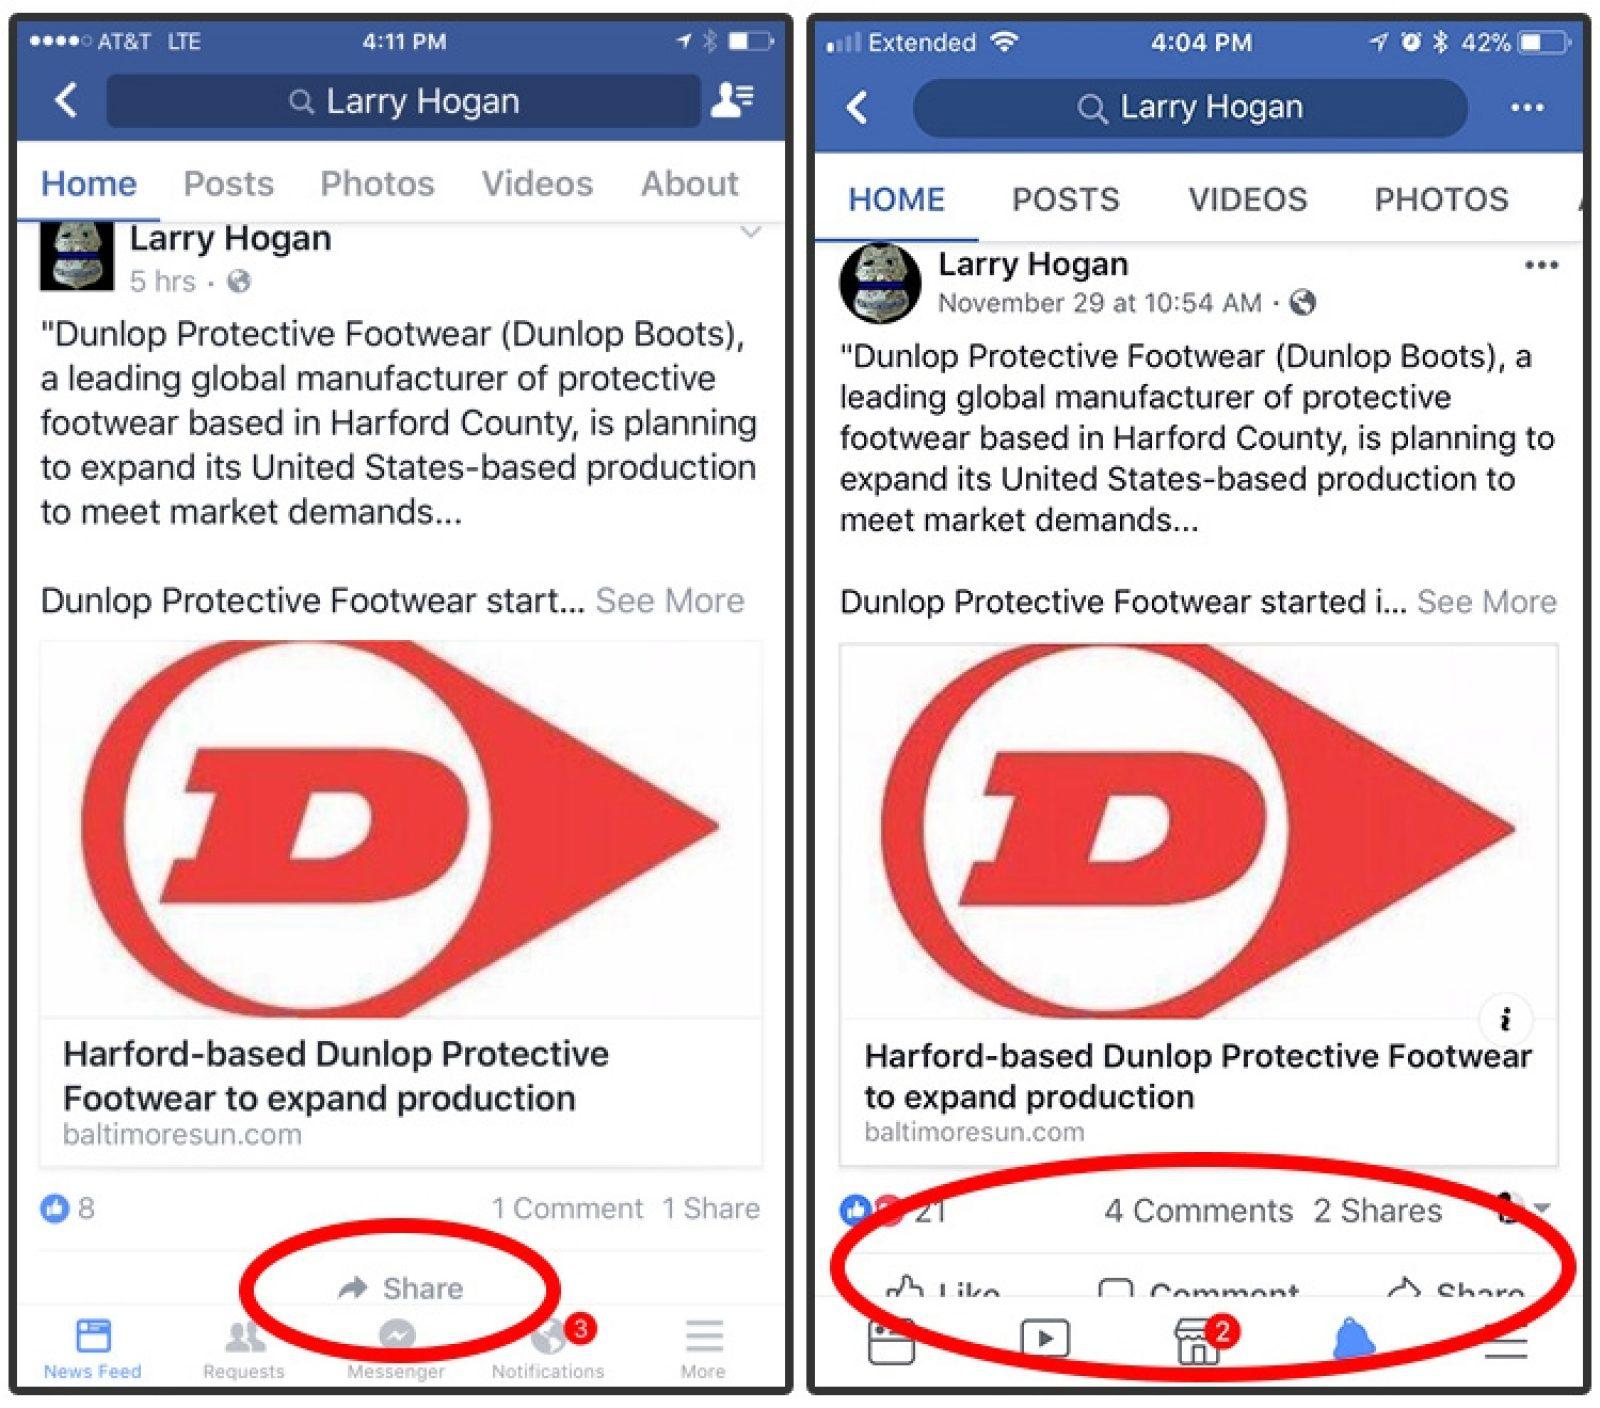 AT&T LTE 4:11 PM
Larry Hogan
Home Posts Photos Videos About
Larry Hogan
5 hrs ·
"Dunlop Protective Footwear (Dunlop Boots),
a leading global manufacturer of protective
footwear based in Harford County, is planning
to expand its United States-based production
to meet market demands...
Dunlop Protective Footwear start... See More
D
Harford-based Dunlop Protective
Footwear to expand production
baltimoresun.com
8 1 Comment 1 Share
Share
3
News Feed Requests Messenger Notifications More
Extended 4:04 PM 42%
Larry Hogan
HOME POSTS VIDEOS PHOTOS
Larry Hogan
November 29 at 10:54 AM ·
"Dunlop Protective Footwear (Dunlop Boots), a
leading global manufacturer of protective
footwear based in Harford County, is planning to
expand its United States-based production to
meet market demands...
Dunlop Protective Footwear started i... See More
D
i
Harford-based Dunlop Protective Footwear
to expand production
baltimoresun.com
21 4 Comments 2 Shares
Like Comment Share
2